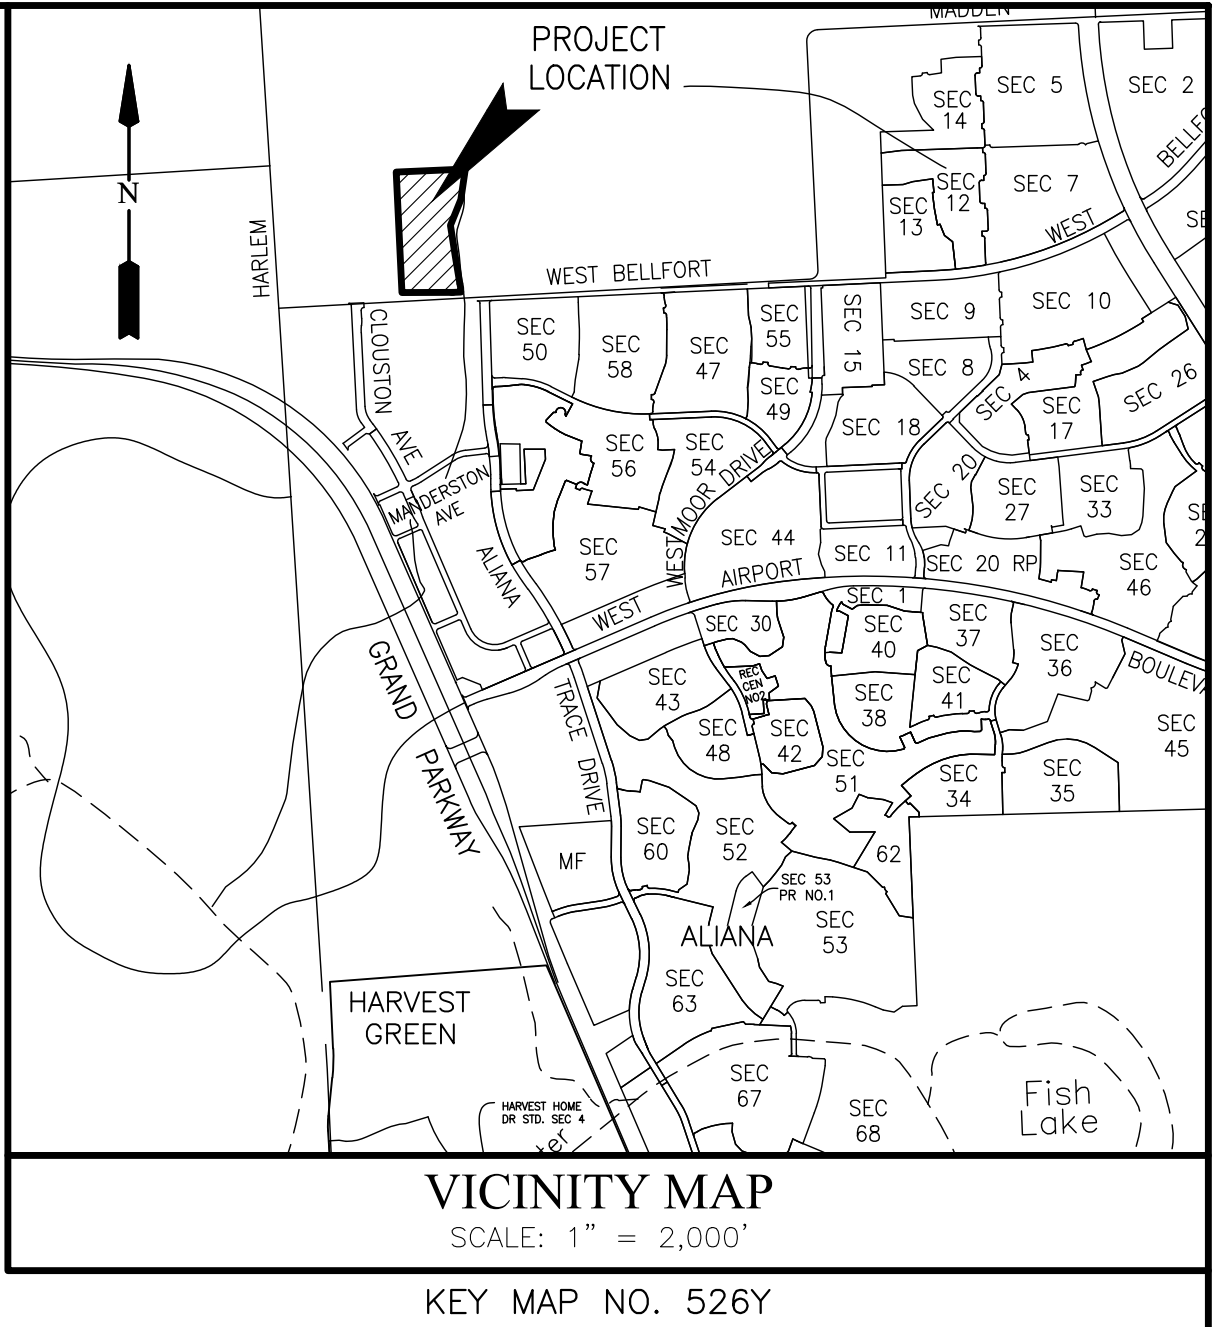 MADDEN
PROJECT
LOCATION
SEC 5
SEC 2
SEC
14
BELLFO
N
SEC
12
SEC 7
SEC
13
WEST
SE
HARLEM
WEST BELLFORT
SEC 10
SEC
50
SEC
58
SEC
47
SEC
55
SEC 15
SEC 9
CLOUSTON
AVE
SEC
49
SEC 8
SEC 4
SEC
17
SEC 26
SEC
56
SEC
54
SEC 18
MANDERSTON
AVE
WESTMOOR DRIVE
SEC 20
SEC
27
SEC
33
SE
2
SEC
57
SEC 44
SEC 11
SEC 20 RP
SEC
46
ALIANA
WEST
AIRPORT
SEC 1
SEC 30
SEC
40
SEC
37
SEC
36
BOULEVA
GRAND
PARKWAY
TRACE DRIVE
SEC
43
REC
CEN
NO2
SEC
38
SEC
41
SEC
48
SEC
42
SEC
51
SEC
45
SEC
34
SEC
35
MF
SEC
60
SEC
52
62
SEC 53
PR NO.1
ALIANA
SEC
53
HARVEST
GREEN
SEC
63
SEC
67
SEC
68
Fish
Lake
HARVEST HOME
DR STD. SEC 4
ter
VICINITY MAP
SCALE: 1" = 2,000'
KEY MAP NO. 526Y